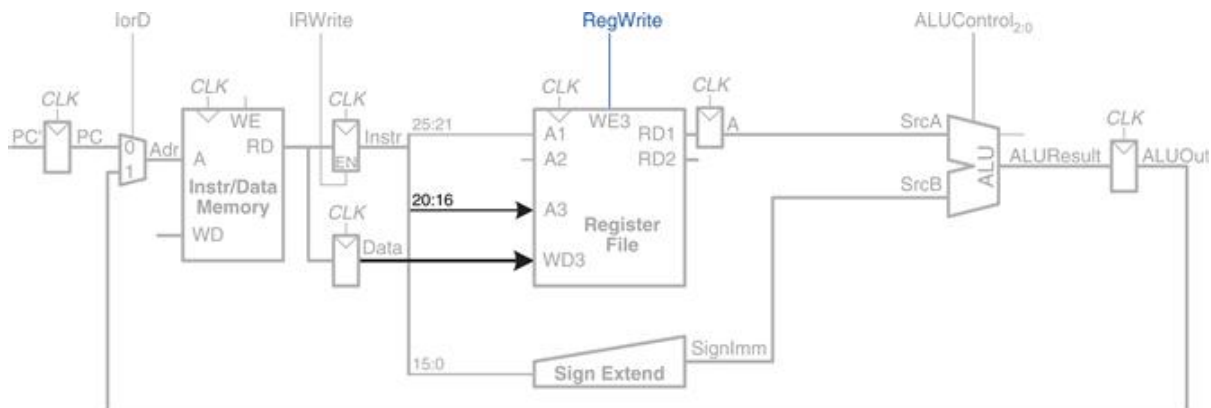 IorD
IRWrite
RegWrite
ALUControl2:0
CLK
CLK
CLK
CLK
CLK
CLK
PC'
PC
0
1
Adr
A
WE
RD
Instr/Data
Memory
WD
EN
Instr
25:21
20:16
15:0
CLK
Data
A1
A2
A3
WD3
WE3
RD1
RD2
Register
File
A
SrcA
SrcB
ALU
ALUResult
ALUOut
SignImm
Sign Extend